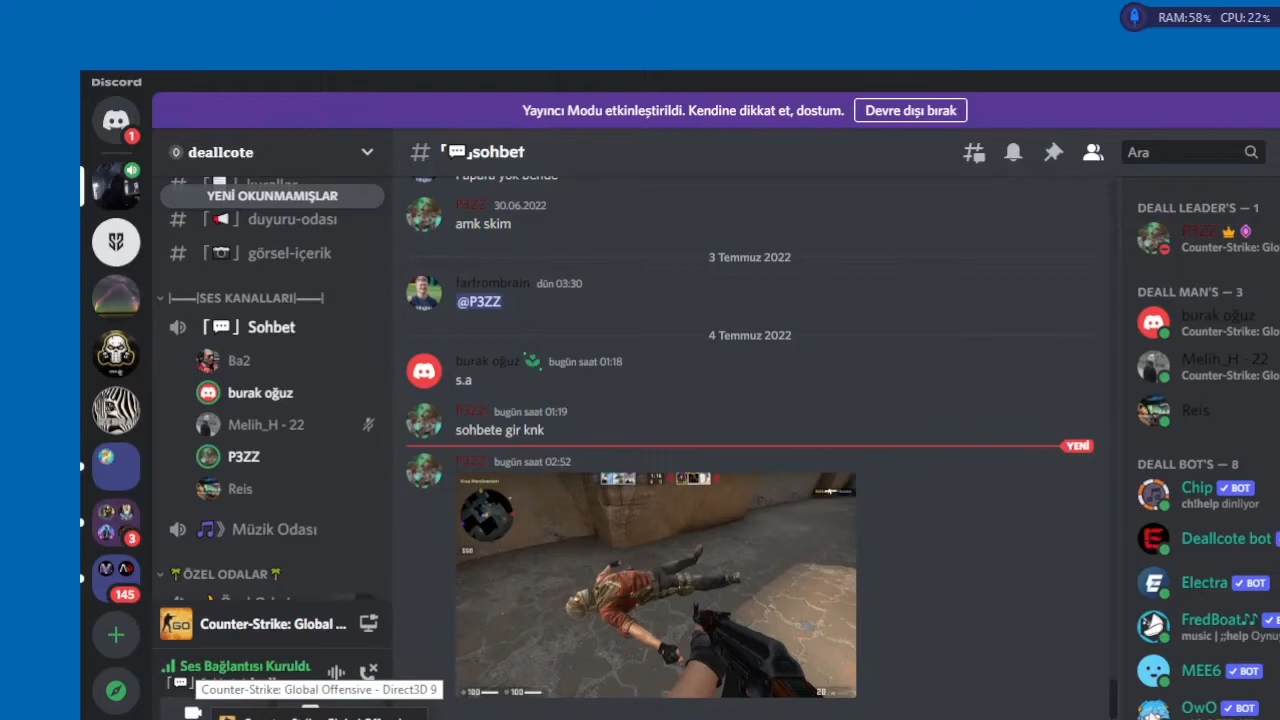 RAM:58% CPU:22%
Discord
Yayıncı Modu etkinleştirildi. Kendine dikkat et, dostum. Devre dışı bırak
1
deallcote
YENİ OKUNMAMIŞLAR
# duyuru-odası
# görsel-içerik
|——|SES KANALLARI|——|
Sohbet
Ba2
burak oğuz
Melih_H - 22
P3ZZ
Reis
Müzik Odası
ÖZEL ODALAR
3
145
Counter-Strike: Global ...
Ses Bağlantısı Kuruldu
Counter-Strike: Global Offensive - Direct3D 9
# sohbet
Ara
P3ZZ 30.06.2022
amk skim
3 Temmuz 2022
farfrombrain dün 03:30
@P3ZZ
4 Temmuz 2022
burak oğuz bugün saat 01:18
s.a
P3ZZ bugün saat 01:19
sohbete gir knk
YENİ
P3ZZ bugün saat 02:52
DEALL LEADER'S — 1
P3ZZ
Counter-Strike: Glo
DEALL MAN'S — 3
burak oğuz
Counter-Strike: Glo
Melih_H - 22
Counter-Strike: Glo
Reis
DEALL BOT'S — 8
Chip BOT
ch!help dinliyor
Deallcote bot
Electra BOT
FredBoat♪♪
music | ;;help Oynuy
MEE6 BOT
OwO BOT